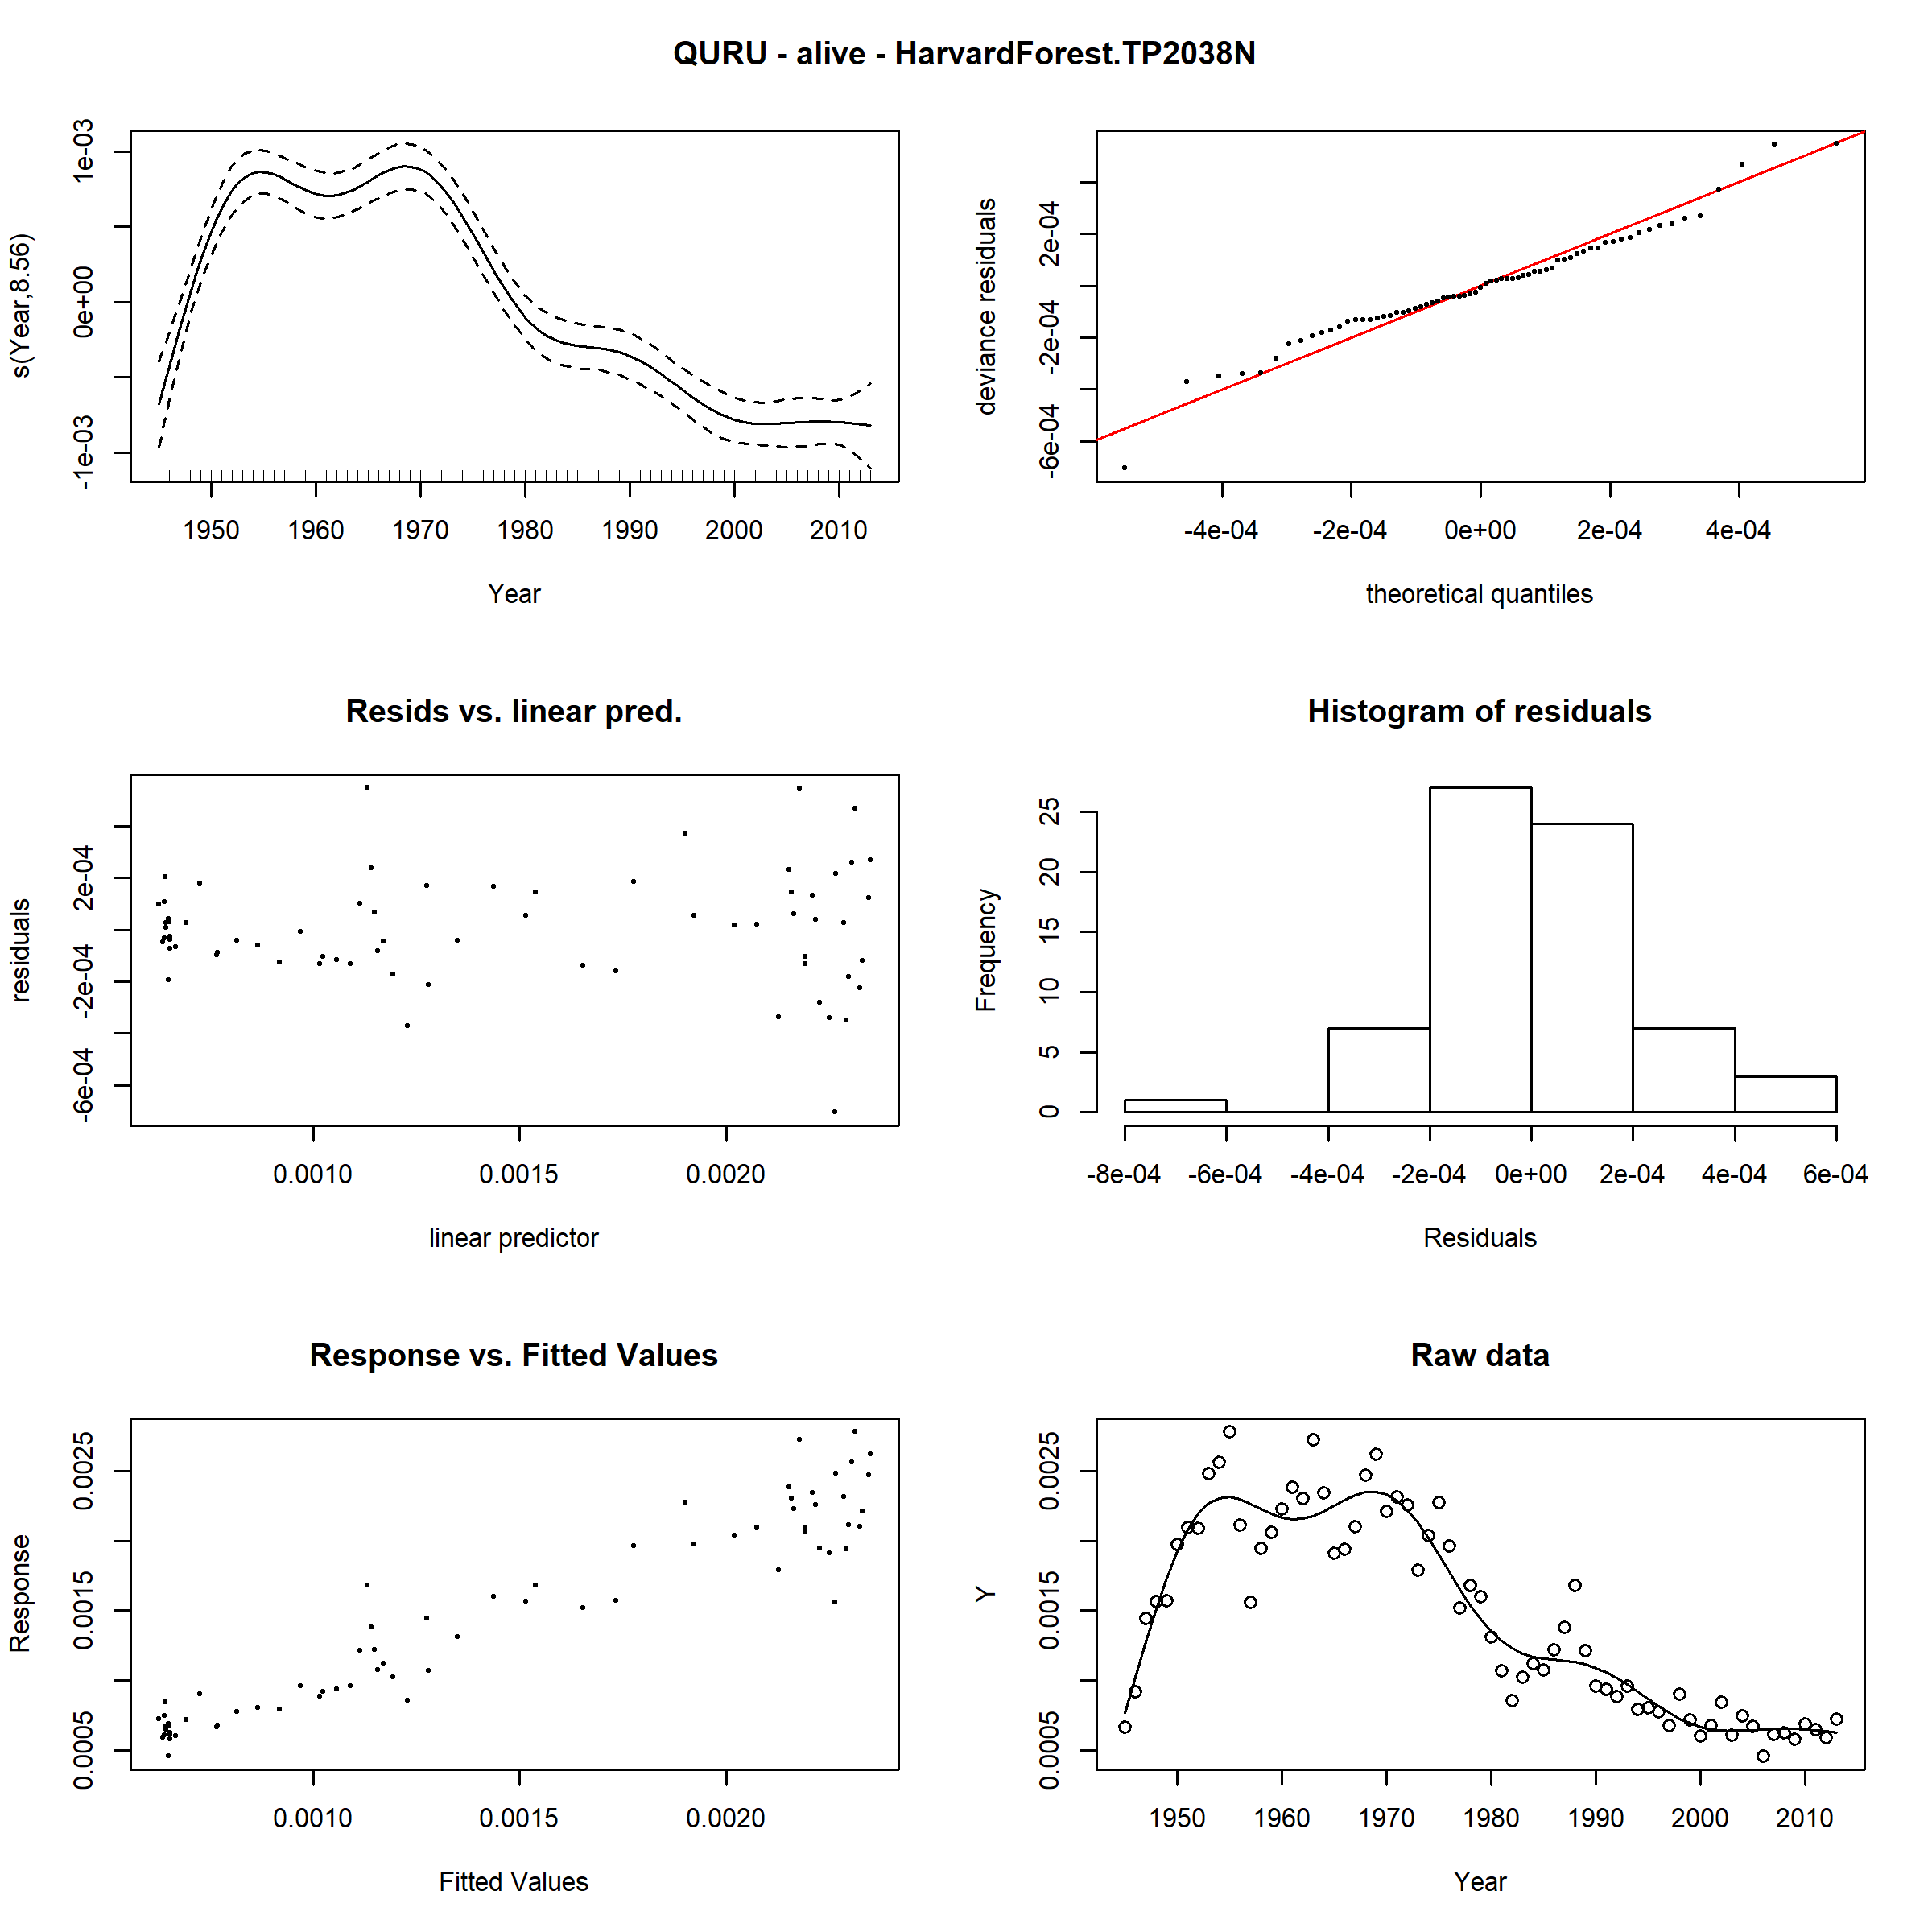 QURU - alive - HarvardForest.TP2038N
s(Year,8.56)
-1e-03 0e+00 1e-03
1950 1960 1970 1980 1990 2000 2010
Year
deviance residuals
-6e-04 -2e-04 2e-04
-4e-04 -2e-04 0e+00 2e-04 4e-04
theoretical quantiles
Resids vs. linear pred.
residuals
-6e-04 -2e-04 2e-04
0.0010 0.0015 0.0020
linear predictor
Histogram of residuals
Frequency
0 5 10 15 20 25
-8e-04 -6e-04 -4e-04 -2e-04 0e+00 2e-04 4e-04 6e-04
Residuals
Response vs. Fitted Values
Response
0.0005 0.0015 0.0025
0.0010 0.0015 0.0020
Fitted Values
Raw data
Y
0.0005 0.0015 0.0025
1950 1960 1970 1980 1990 2000 2010
Year